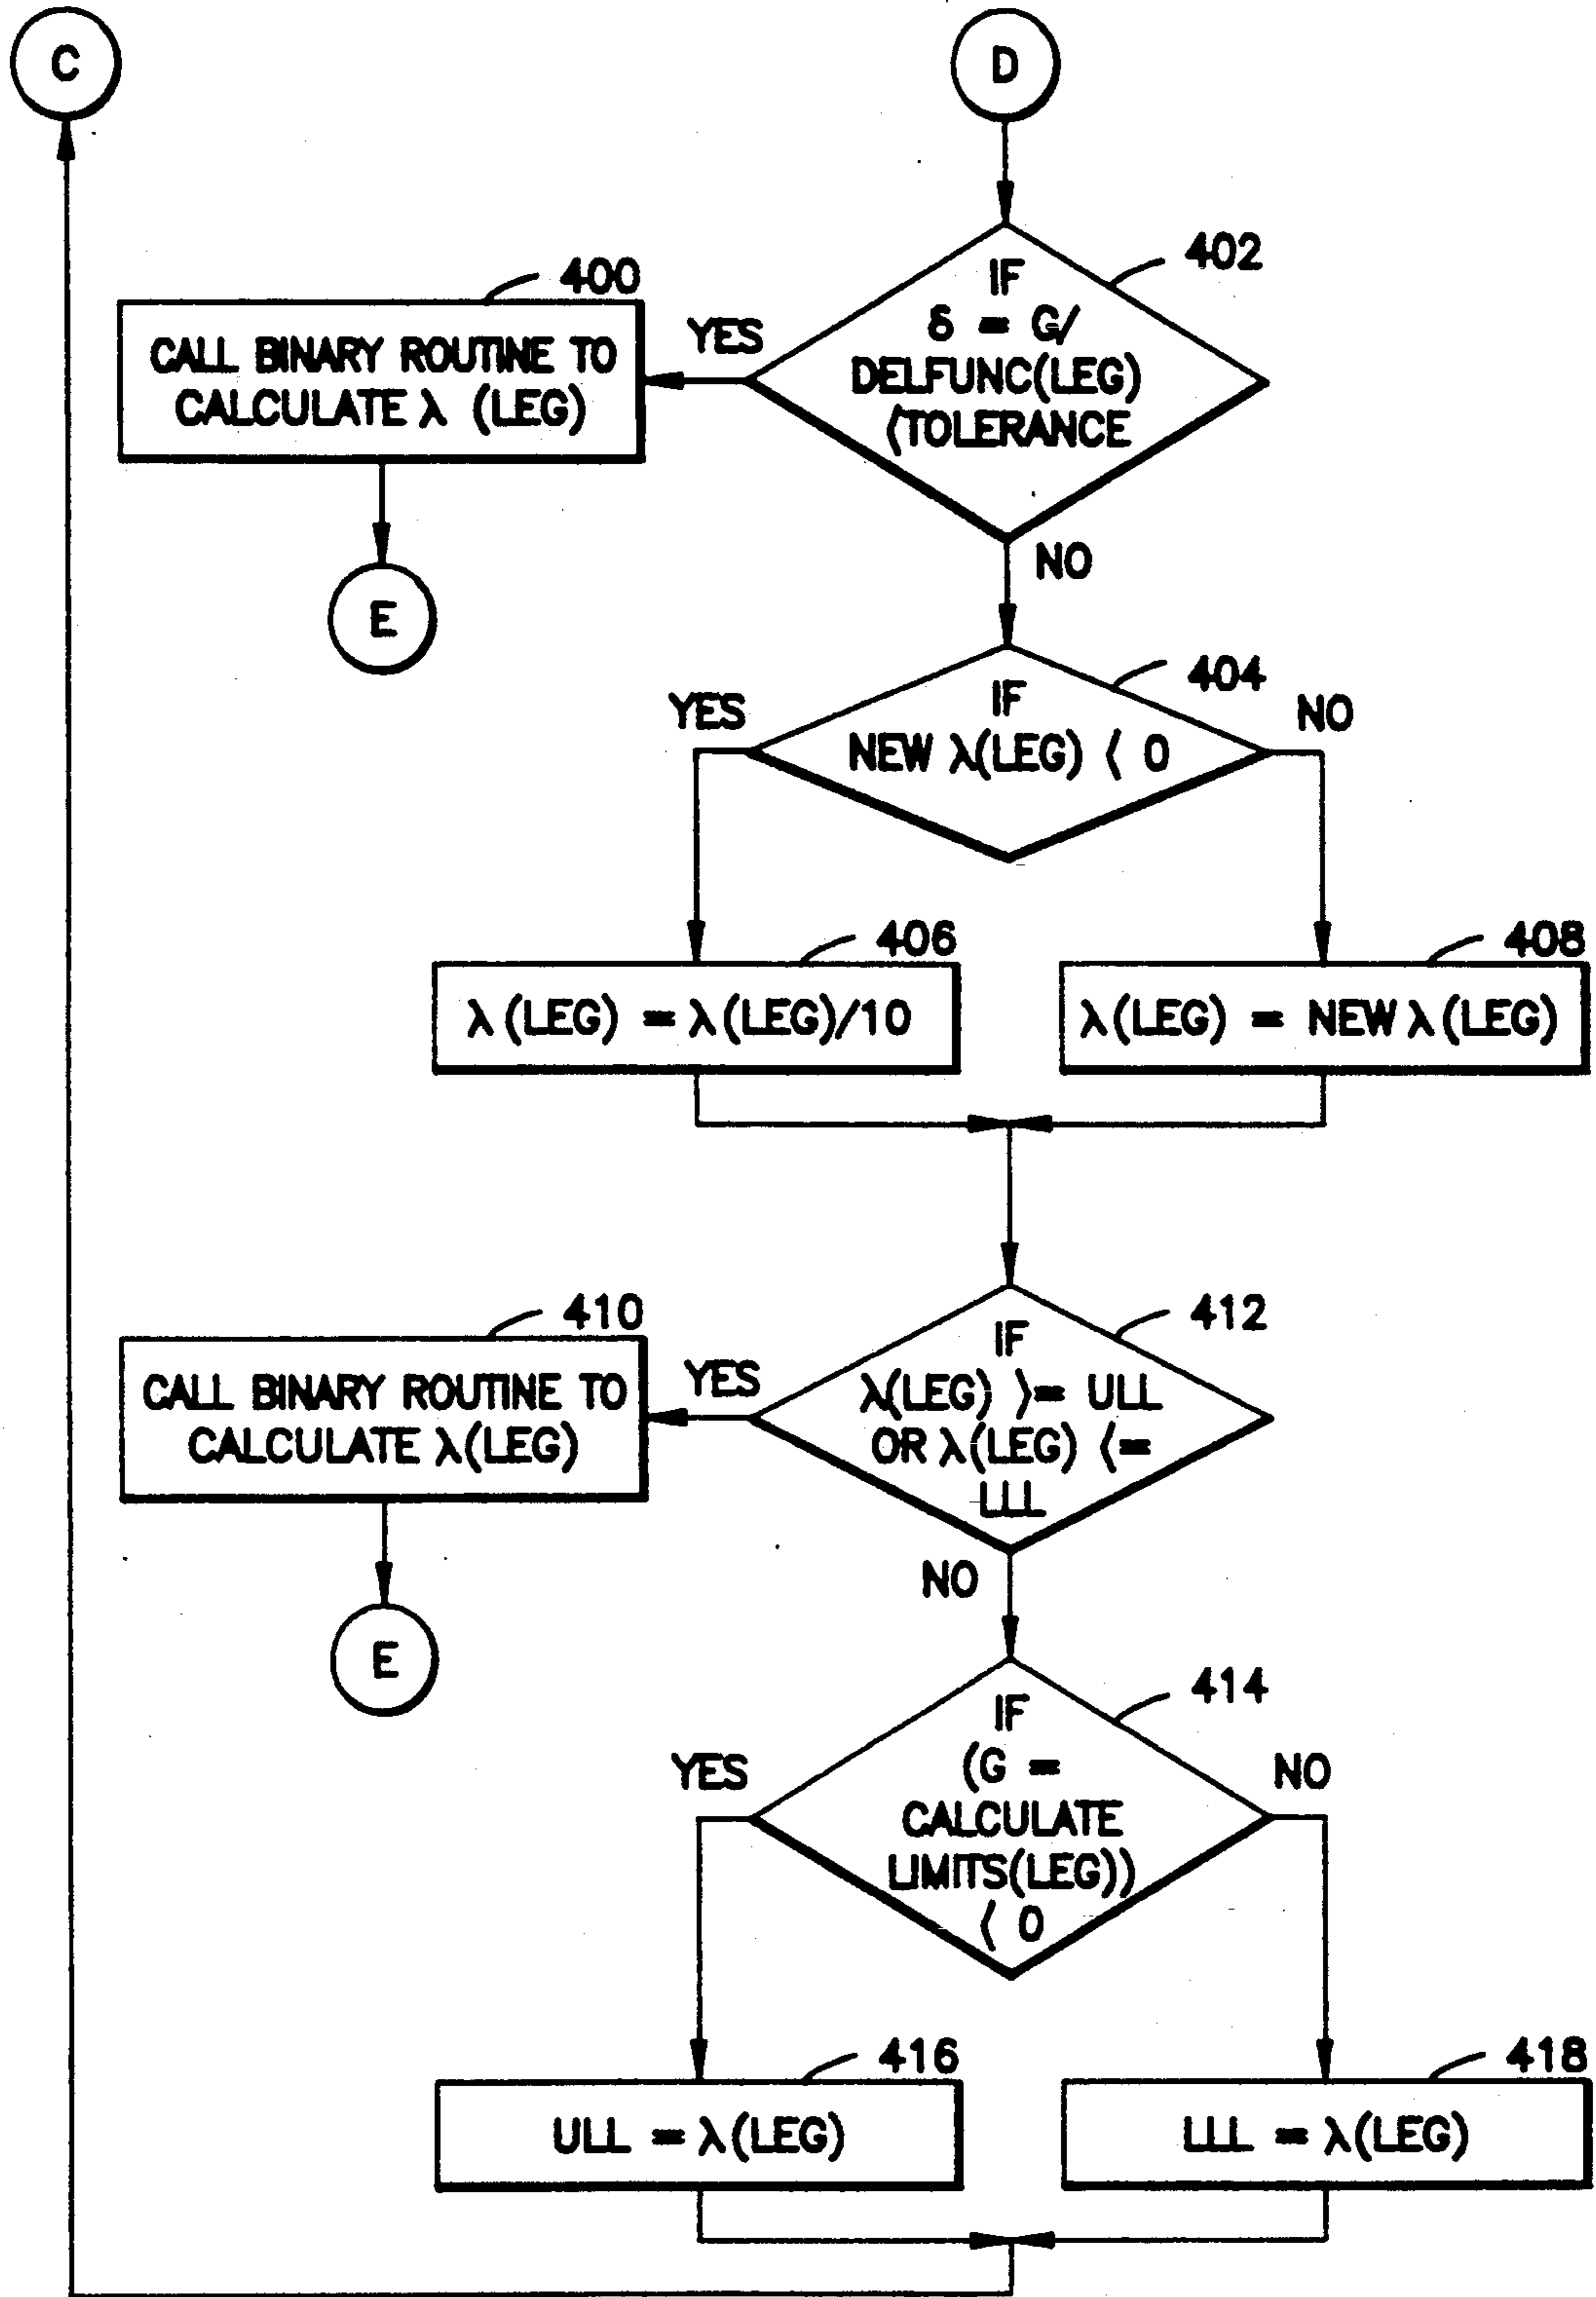 C
D
402
IF
δ = G/
DELFUNC(LEG)
⟨TOLERANCE
YES
NO
400
CALL BINARY ROUTINE TO
CALCULATE λ (LEG)
E
404
IF
NEW λ(LEG) ⟨ 0
YES
NO
406
λ(LEG) = λ(LEG)/10
408
λ(LEG) = NEW λ(LEG)
412
IF
λ(LEG) ⟩= ULL
OR λ(LEG) ⟨=
LLL
YES
NO
410
CALL BINARY ROUTINE TO
CALCULATE λ(LEG)
E
414
IF
(G =
CALCULATE
LIMITS(LEG))
⟨ 0
YES
NO
416
ULL = λ(LEG)
418
LLL = λ(LEG)